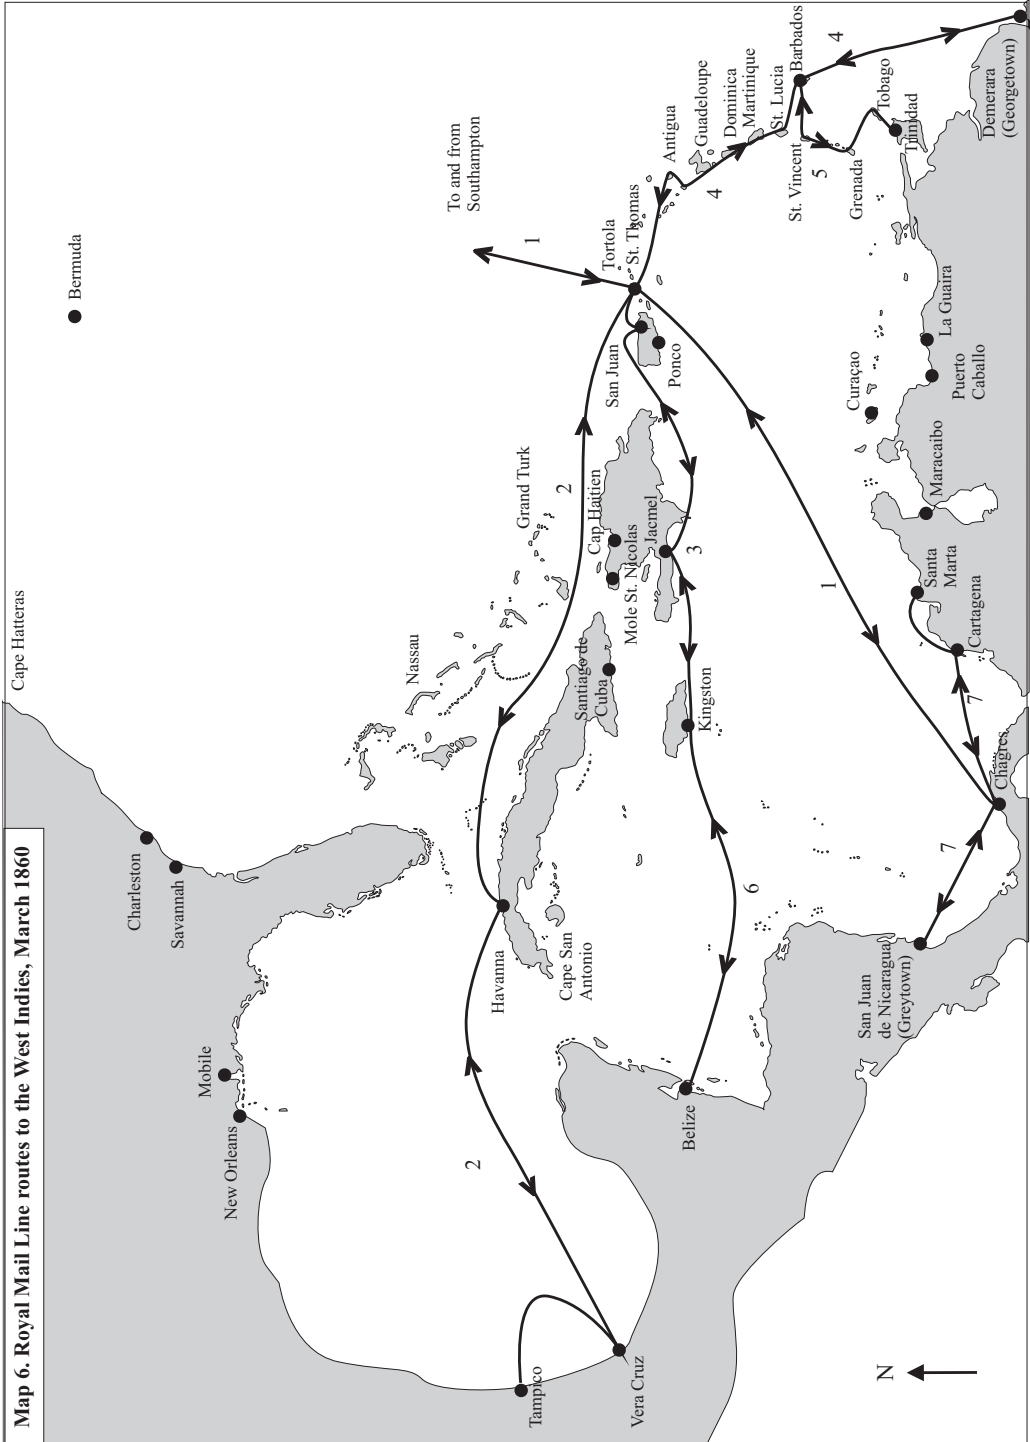 Map 6. Royal Mail Line routes to the West Indies, March 1860
Cape Hatteras
Bermuda
Charleston
Savannah
Mobile
New Orleans
To and from
Southampton
1
Nassau
Grand Turk
2
Tortola
St. Thomas
Antigua
Guadeloupe
Dominica
Martinique
St. Lucia
Barbados
4
4
St. Vincent
5
Grenada
Tobago
Trinidad
Demerara
(Georgetown)
Havanna
Cape San
Antonio
2
Tampico
Vera Cruz
San Juan
Ponco
Cap Haitien
Mole St. Nicolas
Jacmel
3
Santiago de
Cuba
Kingston
6
Belize
1
Curaçao
La Guaira
Puerto
Caballo
Maracaibo
Santa
Marta
Cartagena
7
Chagres
7
San Juan
de Nicaragua
(Greytown)
N